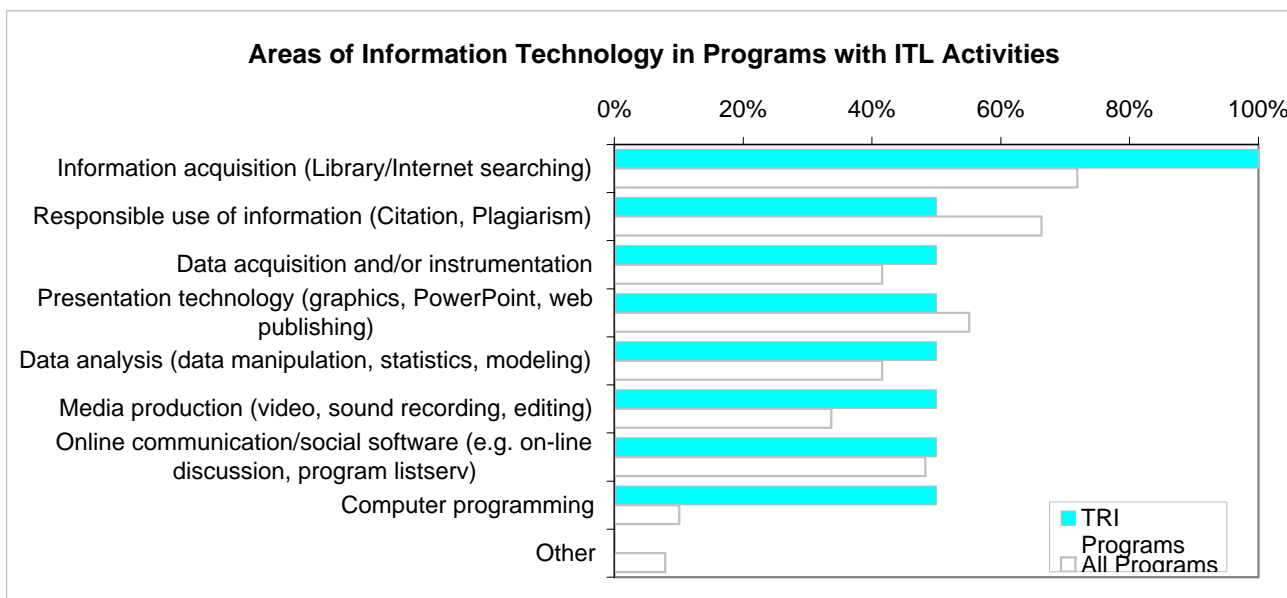 Areas of Information Technology in Programs with ITL Activities
0% 20% 40% 60% 80% 100%
Information acquisition (Library/Internet searching)
Responsible use of information (Citation, Plagiarism)
Data acquisition and/or instrumentation
Presentation technology (graphics, PowerPoint, web
publishing)
Data analysis (data manipulation, statistics, modeling)
Media production (video, sound recording, editing)
Online communication/social software (e.g. on-line
discussion, program listserv)
Computer programming
Other
TRI
Programs
All Programs